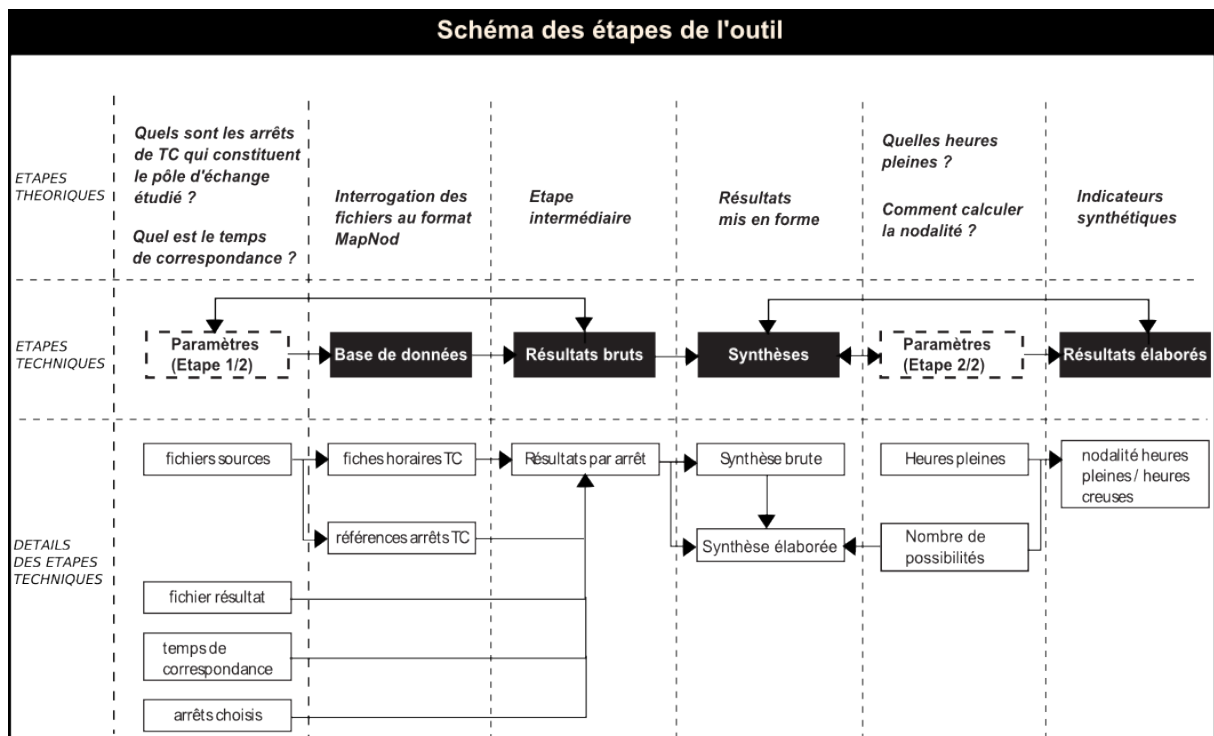 Schéma des étapes de l'outil
ETAPES
THEORIQUES
Quels sont les arrêts
de TC qui constituent
le pôle d'échange
étudié ?
Quel est le temps
de correspondance ?
Interrogation des
fichiers au format
MapNod
Etape
intermédiaire
Résultats
mis en forme
Quelles heures
pleines ?
Comment calculer
la nodalité ?
Indicateurs
synthétiques
ETAPES
TECHNIQUES
Paramètres
(Etape 1/2)
Base de données
Résultats bruts
Synthèses
Paramètres
(Etape 2/2)
Résultats élaborés
DETAILS
DES ETAPES
TECHNIQUES
fichiers sources
fiches horaires TC
Résultats par arrêt
Synthèse brute
Heures pleines
nodalité heures
pleines / heures
creuses
références arrêts TC
Synthèse élaborée
Nombre de
possibilités
fichier résultat
temps de
correspondance
arrêts choisis